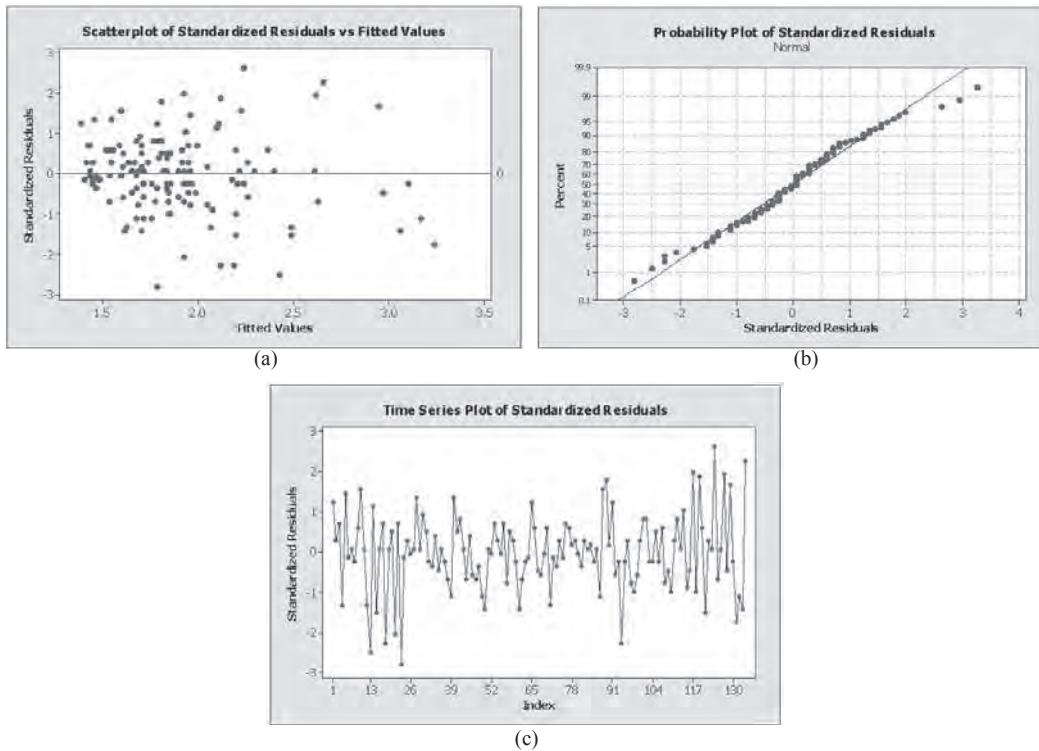 Scatterplot of Standardized Residuals vs Fitted Values
Standardized Residuals
3
2
1
0
-1
-2
-3
0
1.5 2.0 2.5 3.0 3.5
Fitted Values
(a)
Probability Plot of Standardized Residuals
Normal
Percent
99.9
99
95
90
80
70
60
50
40
30
20
10
5
1
0.1
-3 -2 -1 0 1 2 3 4
Standardized Residuals
(b)
Time Series Plot of Standardized Residuals
Standardized Residuals
3
2
1
0
-1
-2
-3
1 13 26 39 52 65 78 91 104 117 130
Index
(c)